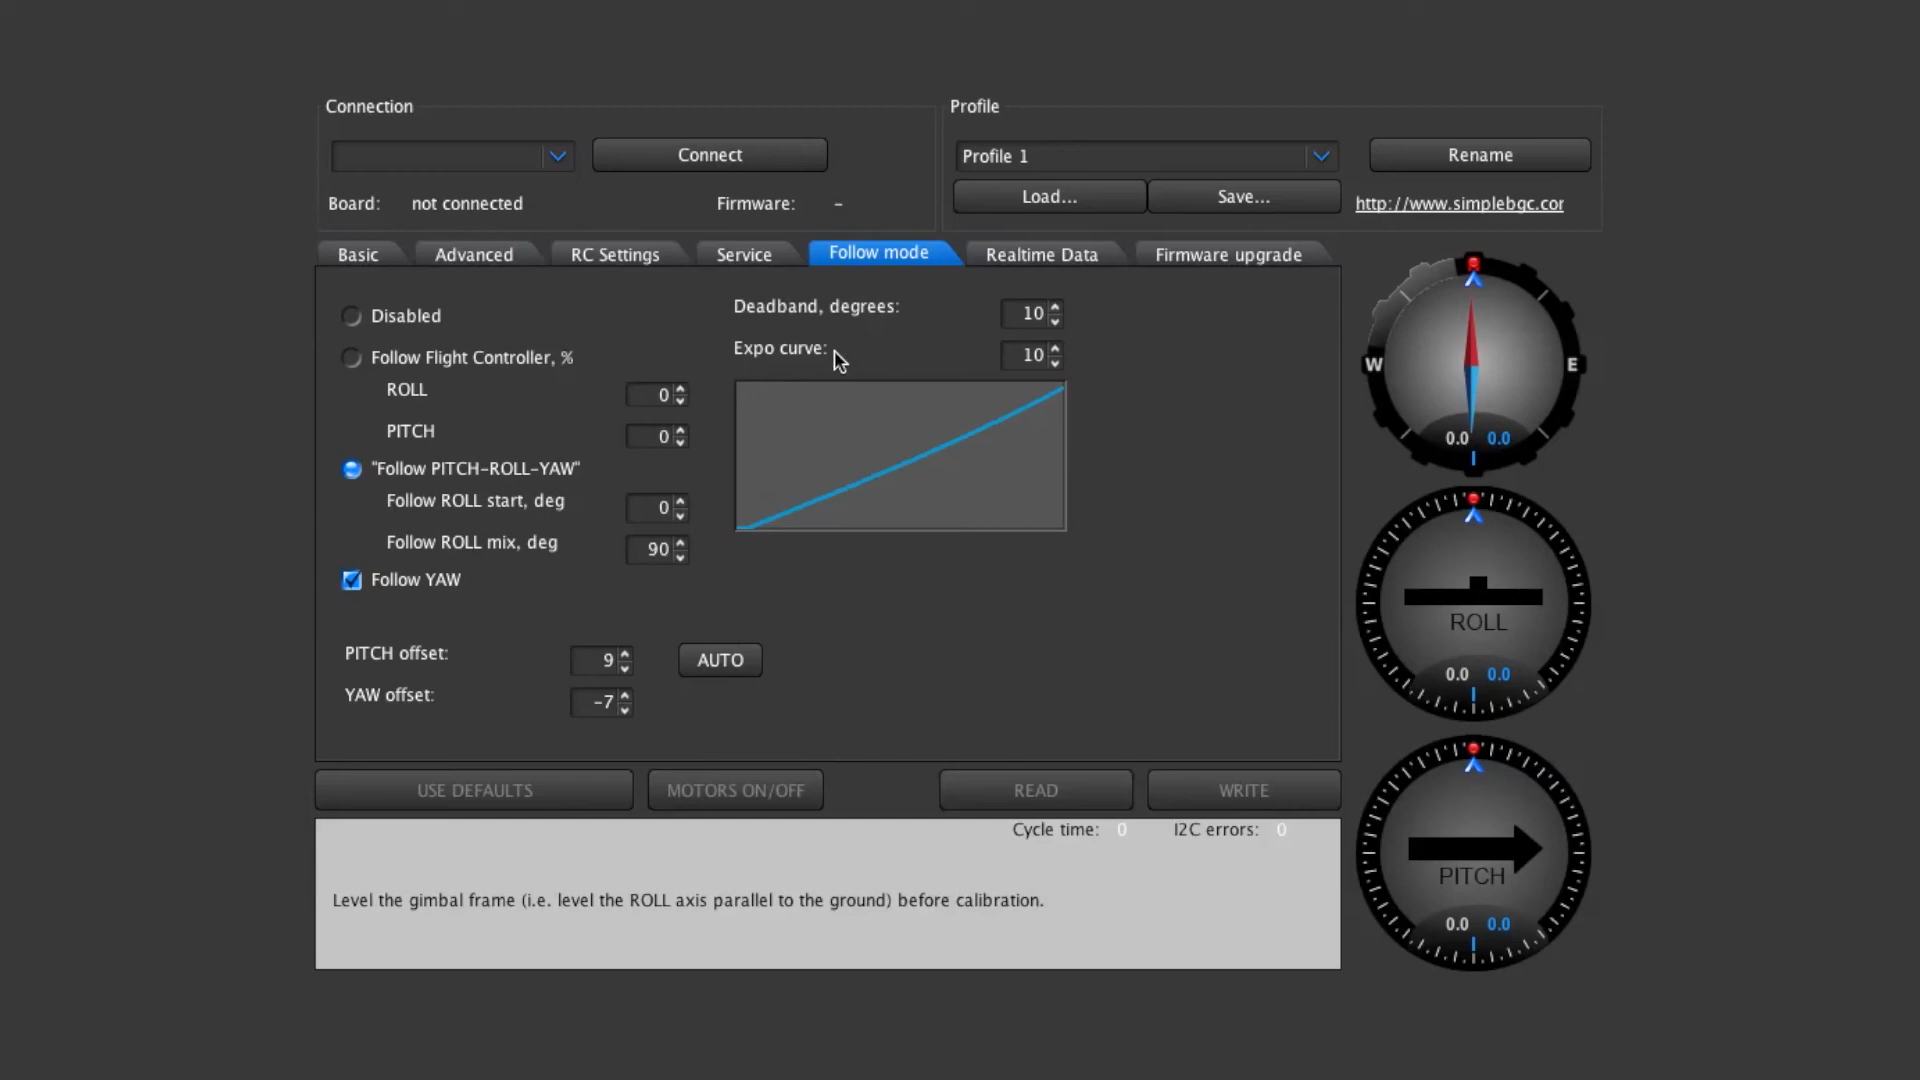 Connection
Profile
Connect
Profile 1
Rename
Board: not connected Firmware: -
Load... Save... http://www.simplebgc.cor
Basic Advanced RC Settings Service Follow mode Realtime Data Firmware upgrade
Disabled
Follow Flight Controller, %
ROLL 0
PITCH 0
"Follow PITCH-ROLL-YAW"
Follow ROLL start, deg 0
Follow ROLL mix, deg 90
Follow YAW
PITCH offset: 9 AUTO
YAW offset: -7
Deadband, degrees: 10
Expo curve: 10
W E
0.0 0.0
ROLL
0.0 0.0
PITCH
0.0 0.0
USE DEFAULTS MOTORS ON/OFF READ WRITE
Cycle time: 0 I2C errors: 0
Level the gimbal frame (i.e. level the ROLL axis parallel to the ground) before calibration.